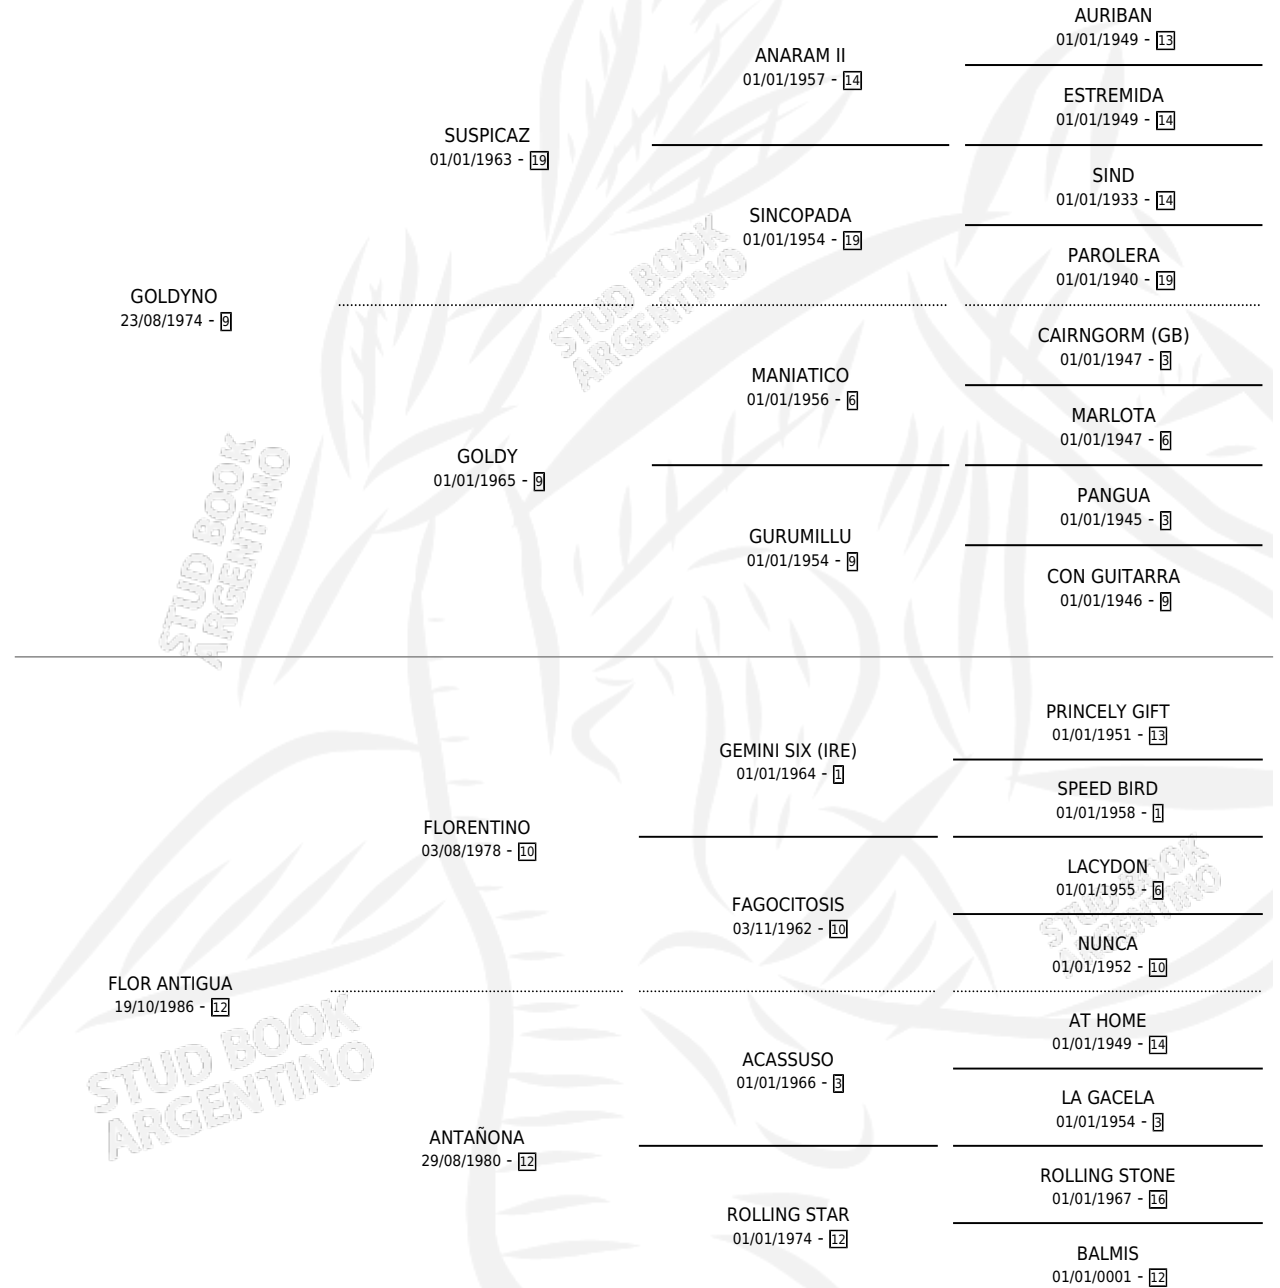 AURIBAN
01/01/1949 - 13
ANARAM II
01/01/1957 - 14
ESTREMIDA
01/01/1949 - 14
SUSPICAZ
01/01/1963 - 19
SIND
01/01/1933 - 14
SINCOPADA
01/01/1954 - 19
PAROLERA
01/01/1940 - 19
GOLDYNO
23/08/1974 - 9
CAIRNGORM (GB)
01/01/1947 - 3
MANIATICO
01/01/1956 - 6
MARLOTA
01/01/1947 - 6
GOLDY
01/01/1965 - 9
PANGUA
01/01/1945 - 3
GURUMILLU
01/01/1954 - 9
CON GUITARRA
01/01/1946 - 9
STUD BOOK
ARGENTINO
STUD BOOK
ARGENTINO
PRINCELY GIFT
01/01/1951 - 13
GEMINI SIX (IRE)
01/01/1964 - 1
SPEED BIRD
01/01/1958 - 1
FLORENTINO
03/08/1978 - 10
LACYDON
01/01/1955 - 6
FAGOCITOSIS
03/11/1962 - 10
NUNCA
01/01/1952 - 10
FLOR ANTIGUA
19/10/1986 - 12
AT HOME
01/01/1949 - 14
ACASSUSO
01/01/1966 - 3
LA GACELA
01/01/1954 - 3
ANTAÑONA
29/08/1980 - 12
ROLLING STONE
01/01/1967 - 16
ROLLING STAR
01/01/1974 - 12
BALMIS
01/01/0001 - 12
STUD BOOK
ARGENTINO
STUD BOOK
ARGENTINO